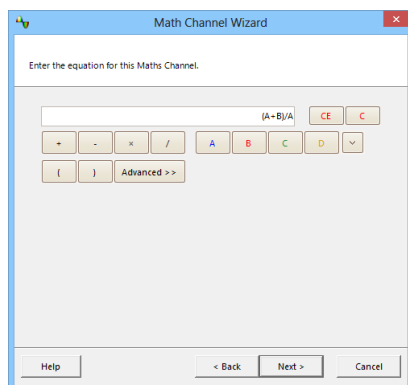 Math Channel Wizard
Enter the equation for this Maths Channel.
(A+B)/A CE C
+ - × / A B C D
( ) Advanced >>
Help < Back Next > Cancel